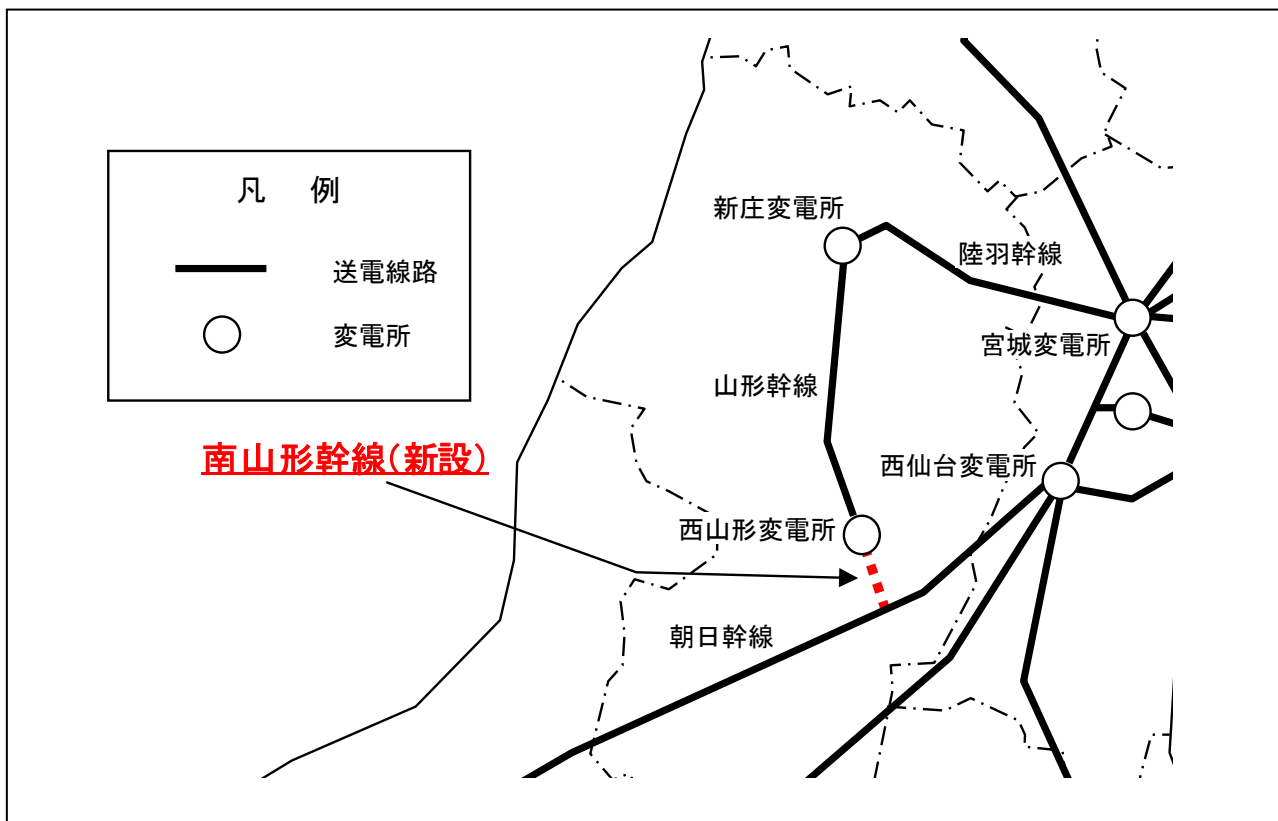 凡 例
送電線路
変電所
新庄変電所
陸羽幹線
宮城変電所
山形幹線
南山形幹線(新設)
西仙台変電所
西山形変電所
朝日幹線